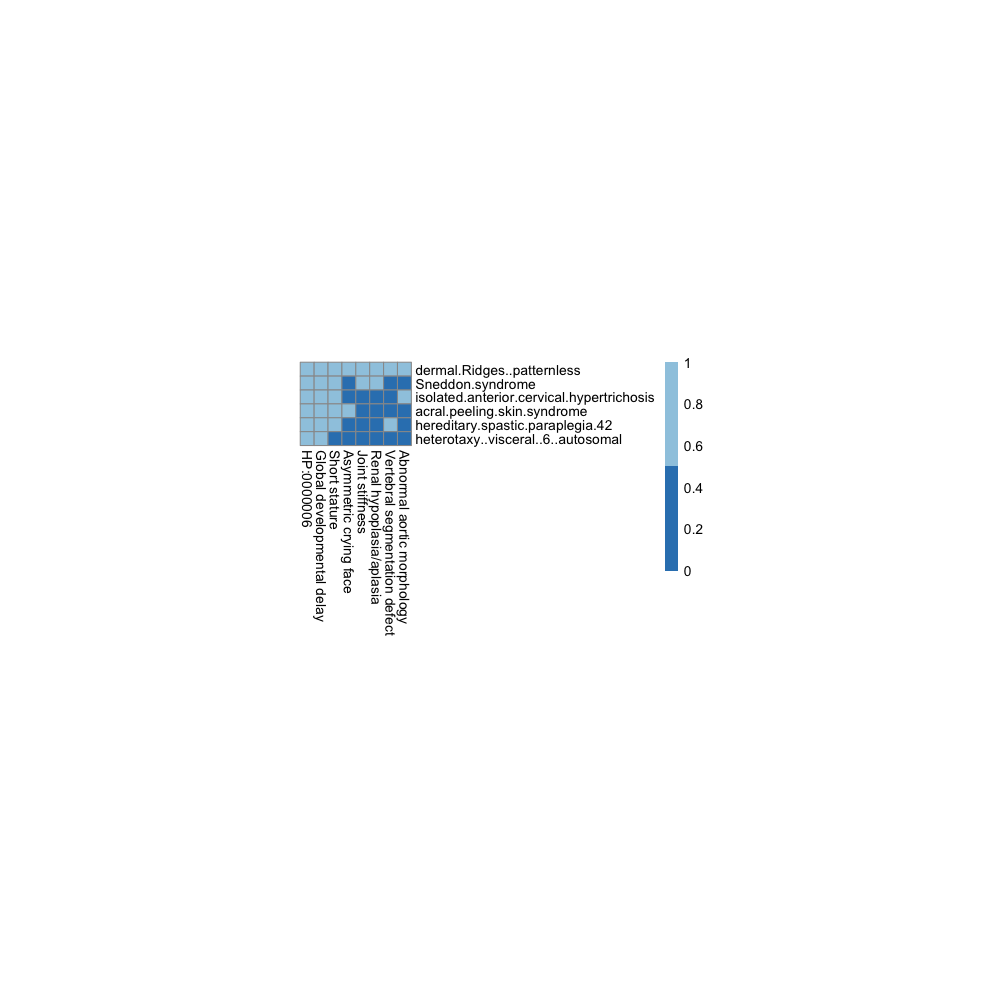 dermal.Ridges..patternless
Sneddon.syndrome
isolated.anterior.cervical.hypertrichosis
acral.peeling.skin.syndrome
hereditary.spastic.paraplegia.42
heterotaxy..visceral..6..autosomal
HP:0000006
Global developmental delay
Short stature
Asymmetric crying face
Joint stiffness
Renal hypoplasia/aplasia
Vertebral segmentation defect
Abnormal aortic morphology
1
0.8
0.6
0.4
0.2
0